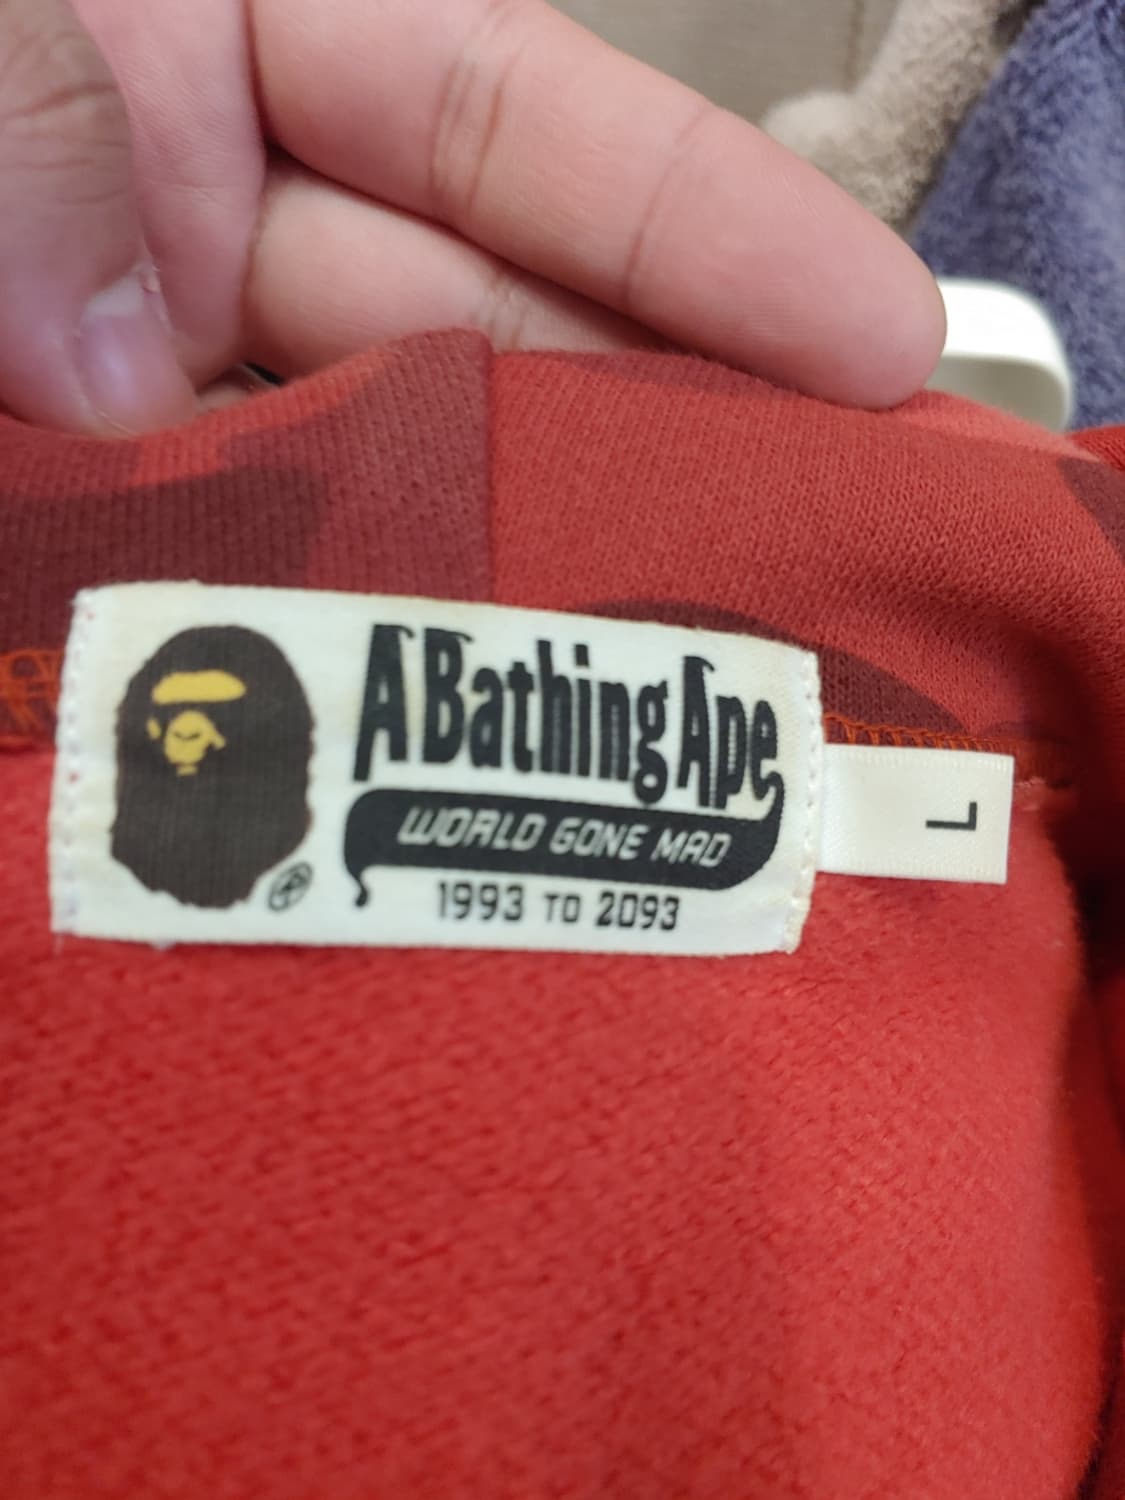 A Bathing Ape
WORLD GONE MAD
1993 TO 2093
®
L